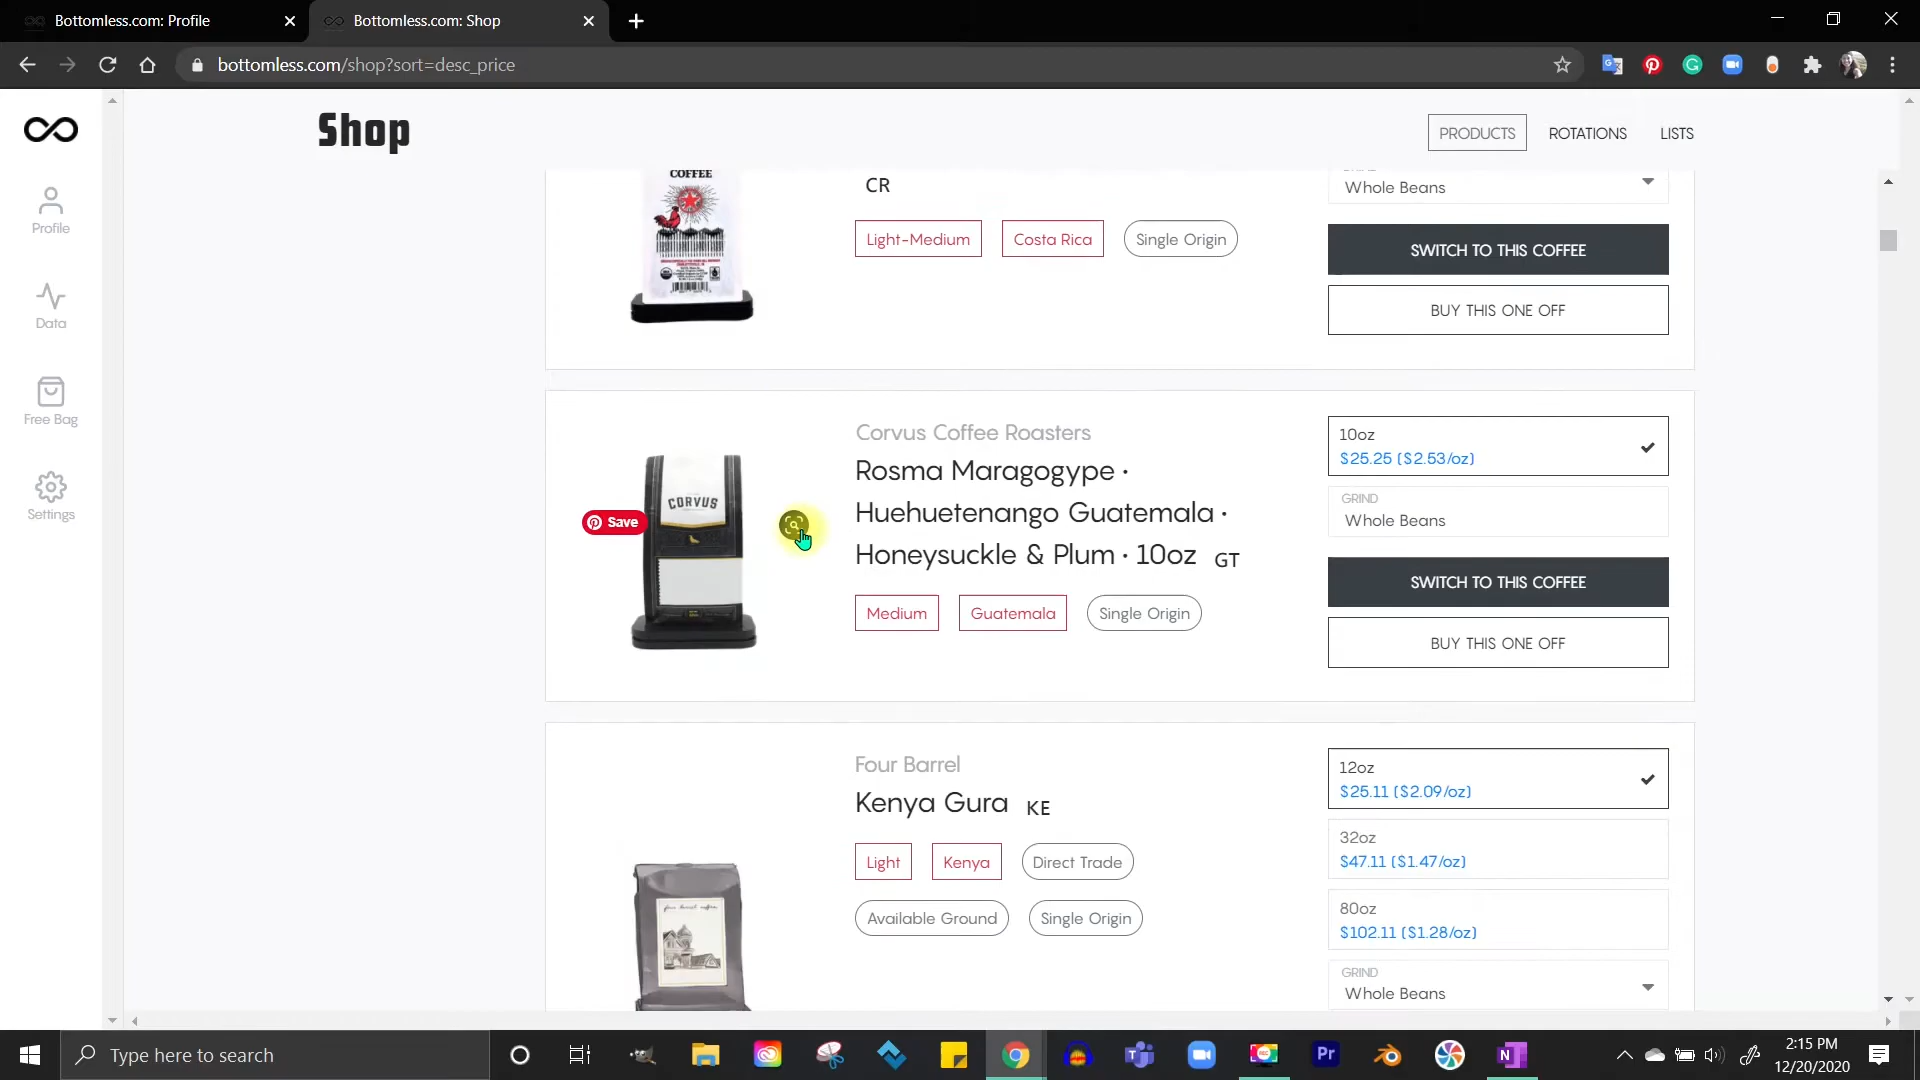 Bottomless.com: Profile
Bottomless.com: Shop
bottomless.com/shop?sort=desc_price
Shop
PRODUCTS
ROTATIONS
LISTS
Profile
Data
Free Bag
Settings
COFFEE
CR
Light-Medium
Costa Rica
Single Origin
Whole Beans
SWITCH TO THIS COFFEE
BUY THIS ONE OFF
Save
CORVUS
Corvus Coffee Roasters
Rosma Maragogype ·
Huehuetenango Guatemala ·
Honeysuckle & Plum · 10oz GT
Medium
Guatemala
Single Origin
10oz
$25.25 ($2.53/oz)
GRIND
Whole Beans
SWITCH TO THIS COFFEE
BUY THIS ONE OFF
Four Barrel
Kenya Gura KE
Light
Kenya
Direct Trade
Available Ground
Single Origin
12oz
$25.11 ($2.09/oz)
32oz
$47.11 ($1.47/oz)
80oz
$102.11 ($1.28/oz)
GRIND
Whole Beans
Type here to search
2:15 PM
12/20/2020